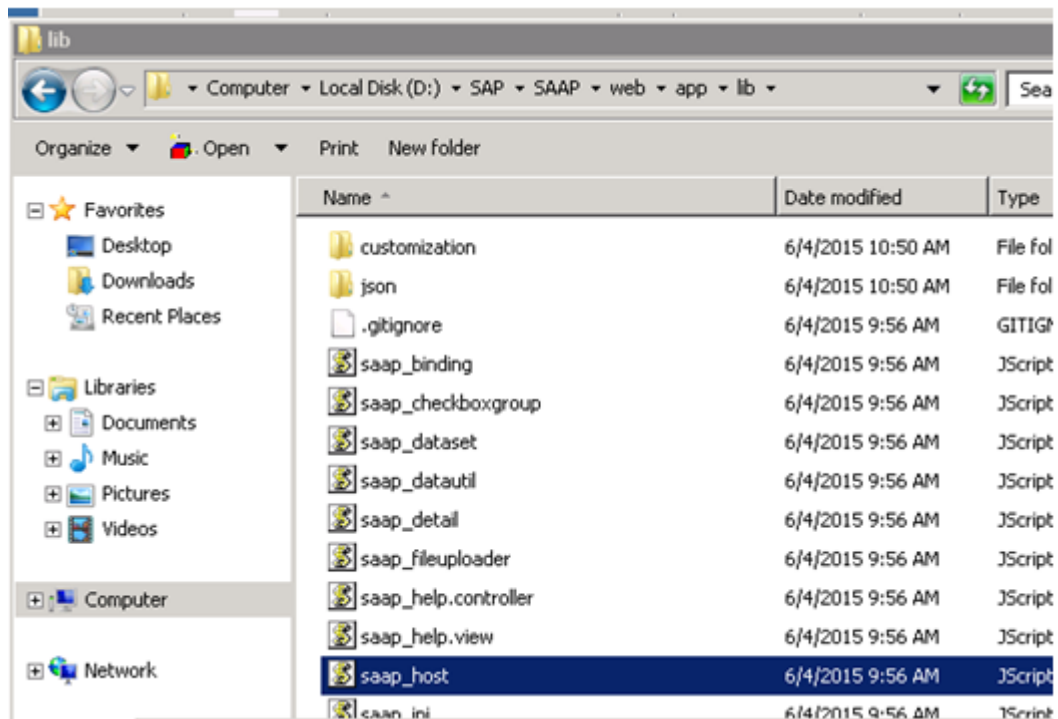 lib
Computer Local Disk (D:) SAP SAAP web app lib Sea
Organize Open Print New folder
Name Date modified Type
Favorites
Desktop
Downloads
Recent Places
Libraries
Documents
Music
Pictures
Videos
Computer
Network
customization 6/4/2015 10:50 AM File fol
json 6/4/2015 10:50 AM File fol
.gitignore 6/4/2015 9:56 AM GITIG
saap_binding 6/4/2015 9:56 AM JScript
saap_checkboxgroup 6/4/2015 9:56 AM JScript
saap_dataset 6/4/2015 9:56 AM JScript
saap_datautil 6/4/2015 9:56 AM JScript
saap_detail 6/4/2015 9:56 AM JScript
saap_fileuploader 6/4/2015 9:56 AM JScript
saap_help.controller 6/4/2015 9:56 AM JScript
saap_help.view 6/4/2015 9:56 AM JScript
saap_host 6/4/2015 9:56 AM JScript
saap_ini 6/4/2015 9:56 AM JScript